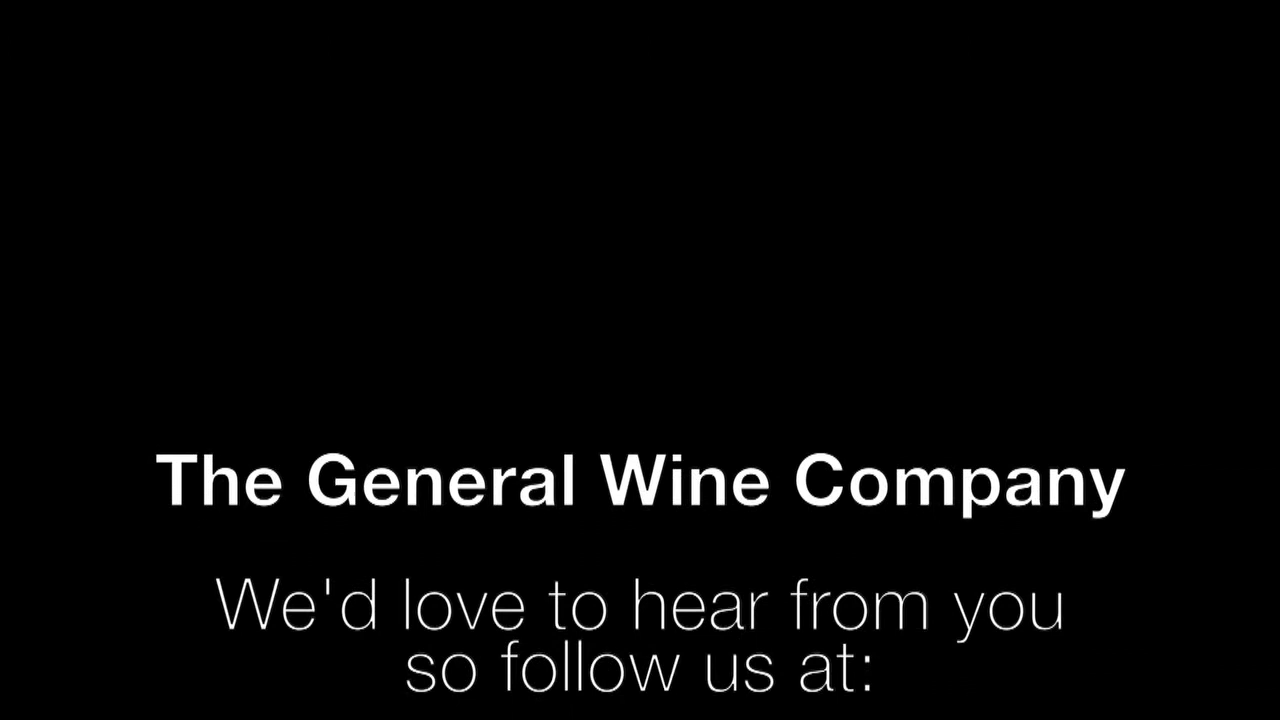 The General Wine Company
We'd love to hear from you
so follow us at: